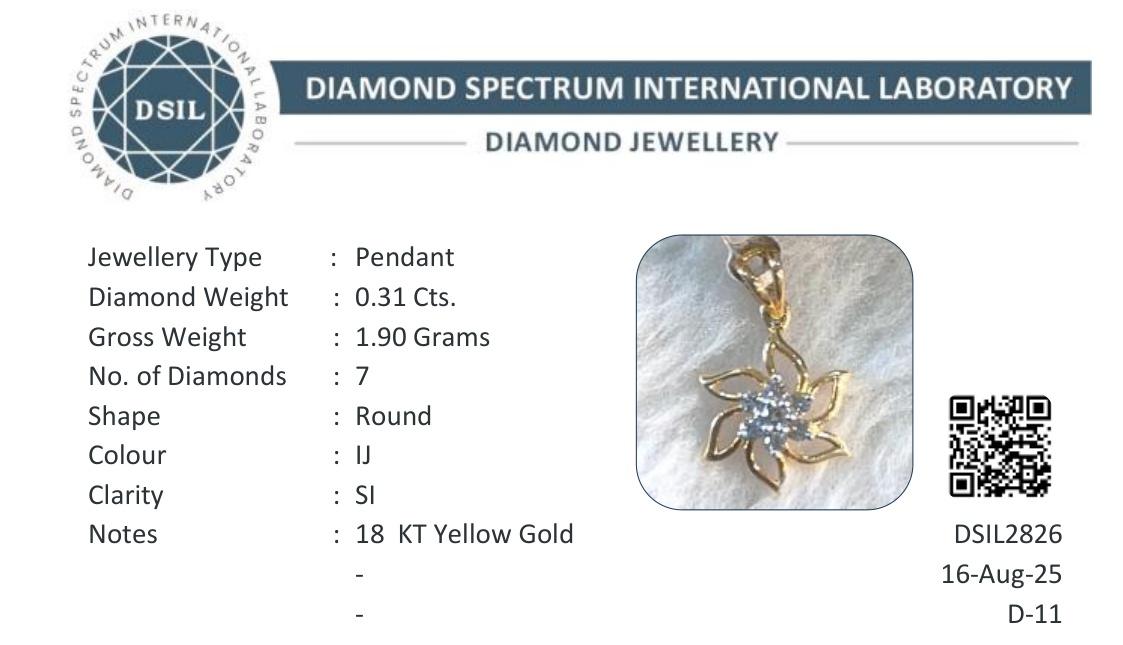 DIAMOND SPECTRUM INTERNATIONAL LABORATORY
DSIL
DIAMOND SPECTRUM INTERNATIONAL LABORATORY
DIAMOND JEWELLERY
Jewellery Type : Pendant
Diamond Weight : 0.31 Cts.
Gross Weight : 1.90 Grams
No. of Diamonds : 7
Shape : Round
Colour : IJ
Clarity : SI
Notes : 18 KT Yellow Gold
-
-
DSIL2826
16-Aug-25
D-11